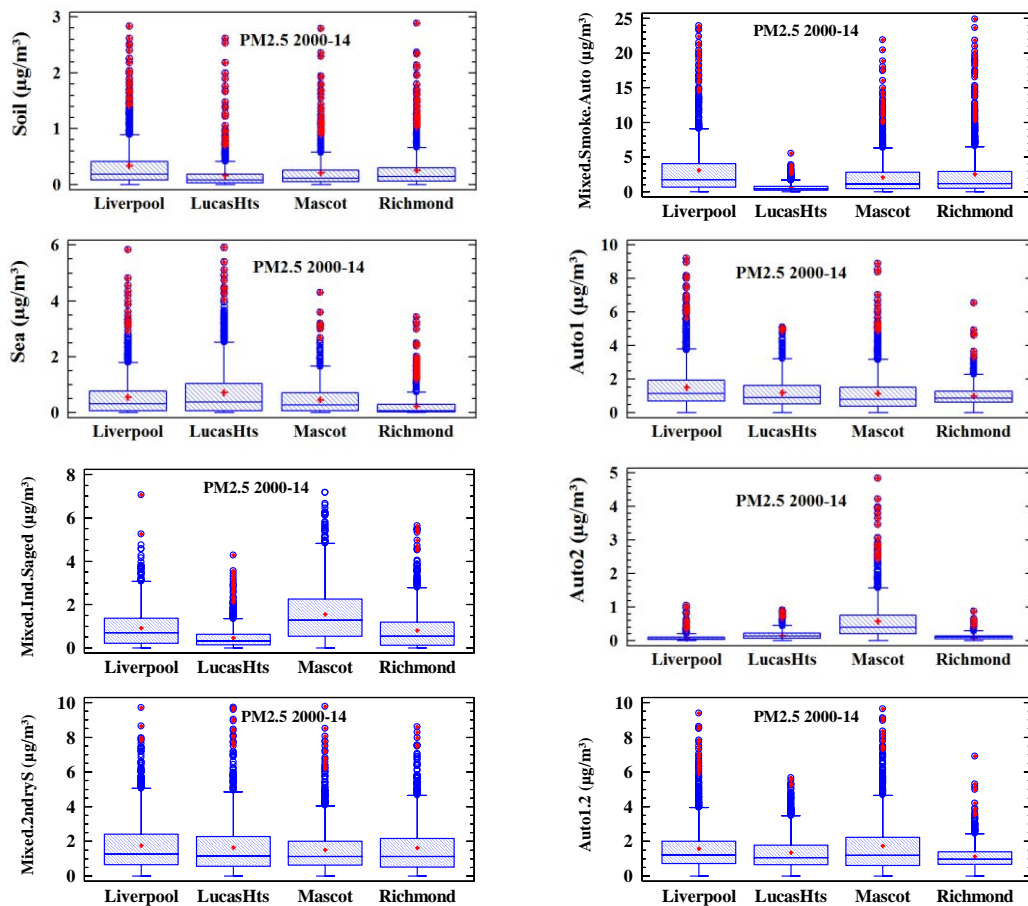 Soil (µg/m³)
3
2
1
0
PM2.5 2000-14
Liverpool LucasHts Mascot Richmond
Mixed.Smoke.Auto (µg/m³)
25
20
15
10
5
0
PM2.5 2000-14
Liverpool LucasHts Mascot Richmond
Sea (µg/m³)
6
4
2
0
PM2.5 2000-14
Liverpool LucasHts Mascot Richmond
Auto1 (µg/m³)
10
8
6
4
2
0
PM2.5 2000-14
Liverpool LucasHts Mascot Richmond
Mixed.Ind.Saged (µg/m³)
8
6
4
2
0
PM2.5 2000-14
Liverpool LucasHts Mascot Richmond
Auto2 (µg/m³)
5
4
3
2
1
0
PM2.5 2000-14
Liverpool LucasHts Mascot Richmond
Mixed.2ndryS (µg/m³)
10
8
6
4
2
0
PM2.5 2000-14
Liverpool LucasHts Mascot Richmond
Auto1.2 (µg/m³)
10
8
6
4
2
0
PM2.5 2000-14
Liverpool LucasHts Mascot Richmond